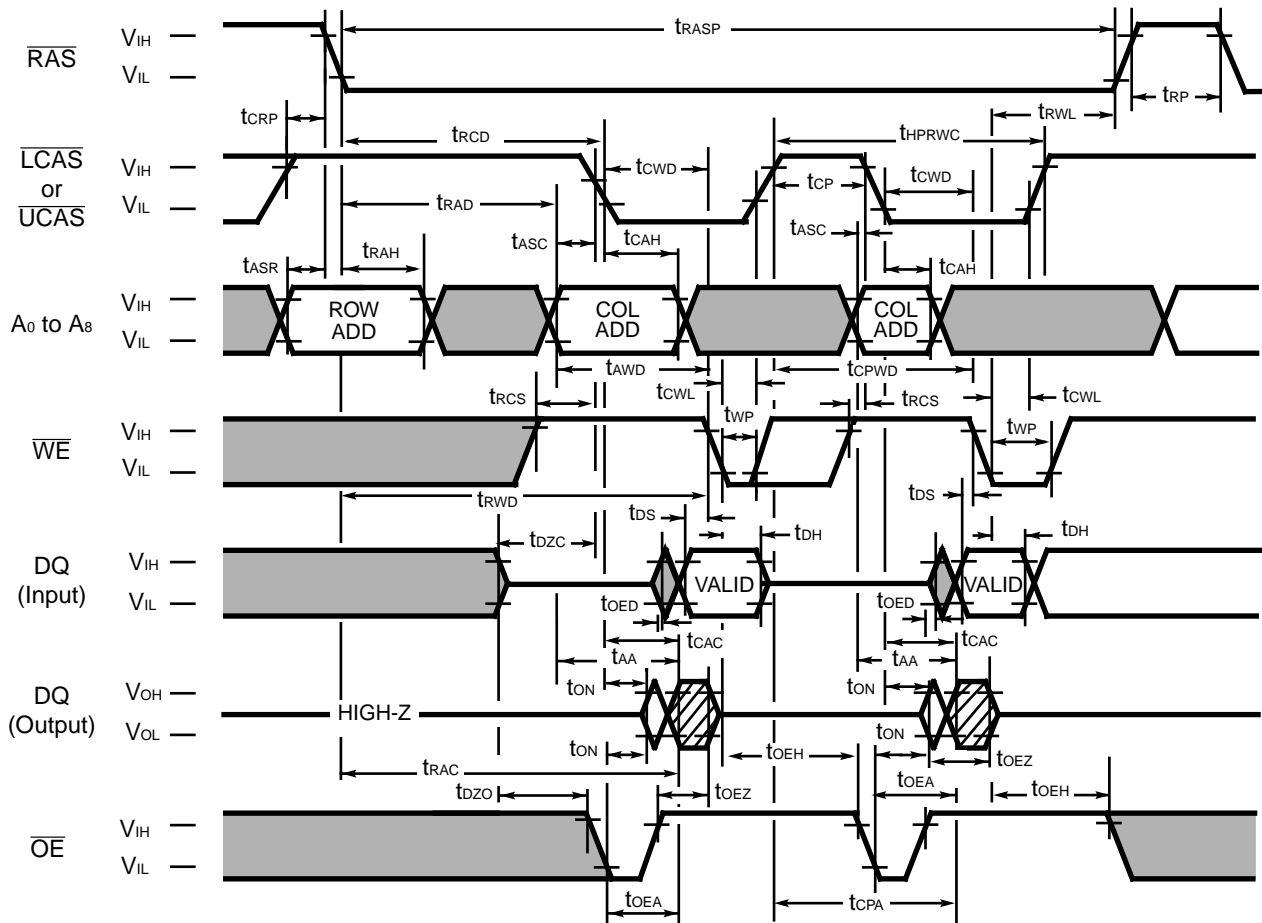 RAS
VIH
VIL
tRASP
tRP
tCRP
tRCD
tRWL
tHPRWC
LCAS
or
UCAS
VIH
VIL
tCWD
tCP
tCWD
tRAD
tASC
tCAH
tASC
tCAH
tASR
tRAH
A0 to A8
VIH
VIL
ROW
ADD
COL
ADD
COL
ADD
tAWD
tCWL
tCPWD
tCWL
tRCS
tWP
tRCS
tWP
WE
VIH
VIL
tRWD
tDS
tDS
tDZC
tDH
tDH
DQ
(Input)
VIH
VIL
VALID
VALID
tOED
tOED
tCAC
tCAC
tAA
tAA
tON
tON
DQ
(Output)
VOH
VOL
HIGH-Z
tON
tOEH
tON
tOEZ
tRAC
tDZO
tOEZ
tOEA
tOEH
OE
VIH
VIL
tOEA
tCPA